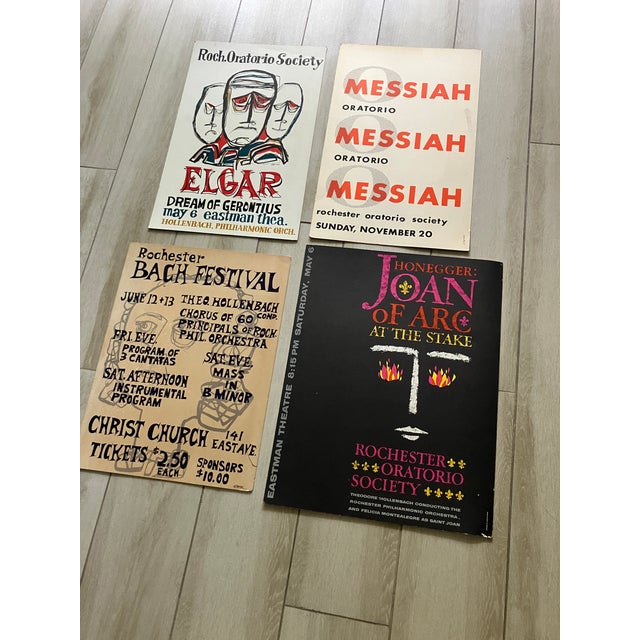 Roch. Oratorio Society
ELGAR
DREAM OF GERONTIUS
may 6 eastman thea.
HOLLENBACH, PHILHARMONIC ORCH.
MESSIAH
ORATORIO
MESSIAH
ORATORIO
MESSIAH
rochester oratorio society
SUNDAY, NOVEMBER 20
Rochester
BACH FESTIVAL
JUNE 12+13
THEO. HOLLENBACH
COND.
CHORUS OF 60
PRINCIPALS OF ROCH.
PHIL. ORCHESTRA
FRI. EVE.
PROGRAM OF
3 CANTATAS
SAT. AFTERNOON
INSTRUMENTAL
PROGRAM
SAT. EVE.
MASS
IN
B MINOR
CHRIST CHURCH
141
EAST AVE.
TICKETS $2.50
EACH
SPONSORS
$10.00
EASTMAN THEATRE 8:15 PM SATURDAY, MAY 6
HONEGGER:
JOAN
OF ARC
AT THE STAKE
ROCHESTER
ORATORIO
SOCIETY
THEODORE HOLLENBACH CONDUCTING THE
ROCHESTER PHILHARMONIC ORCHESTRA
AND FELICIA MONTEALEGRE AS SAINT JOAN